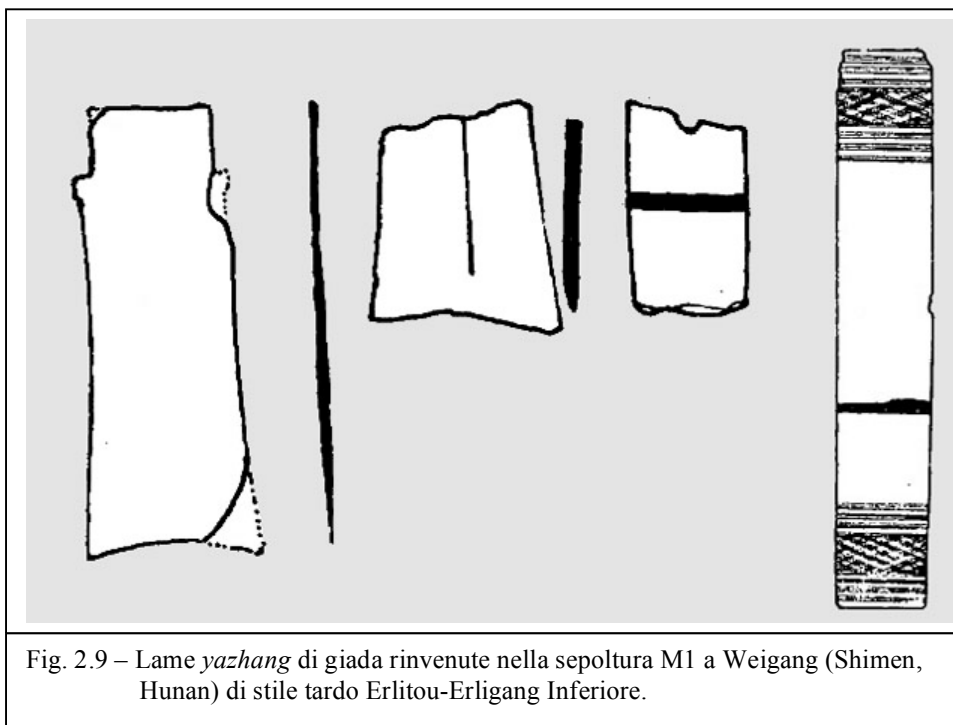 Fig. 2.9 – Lame yazhang di giada rinvenute nella sepoltura M1 a Weigang (Shimen,
Hunan) di stile tardo Erlitou-Erligang Inferiore.